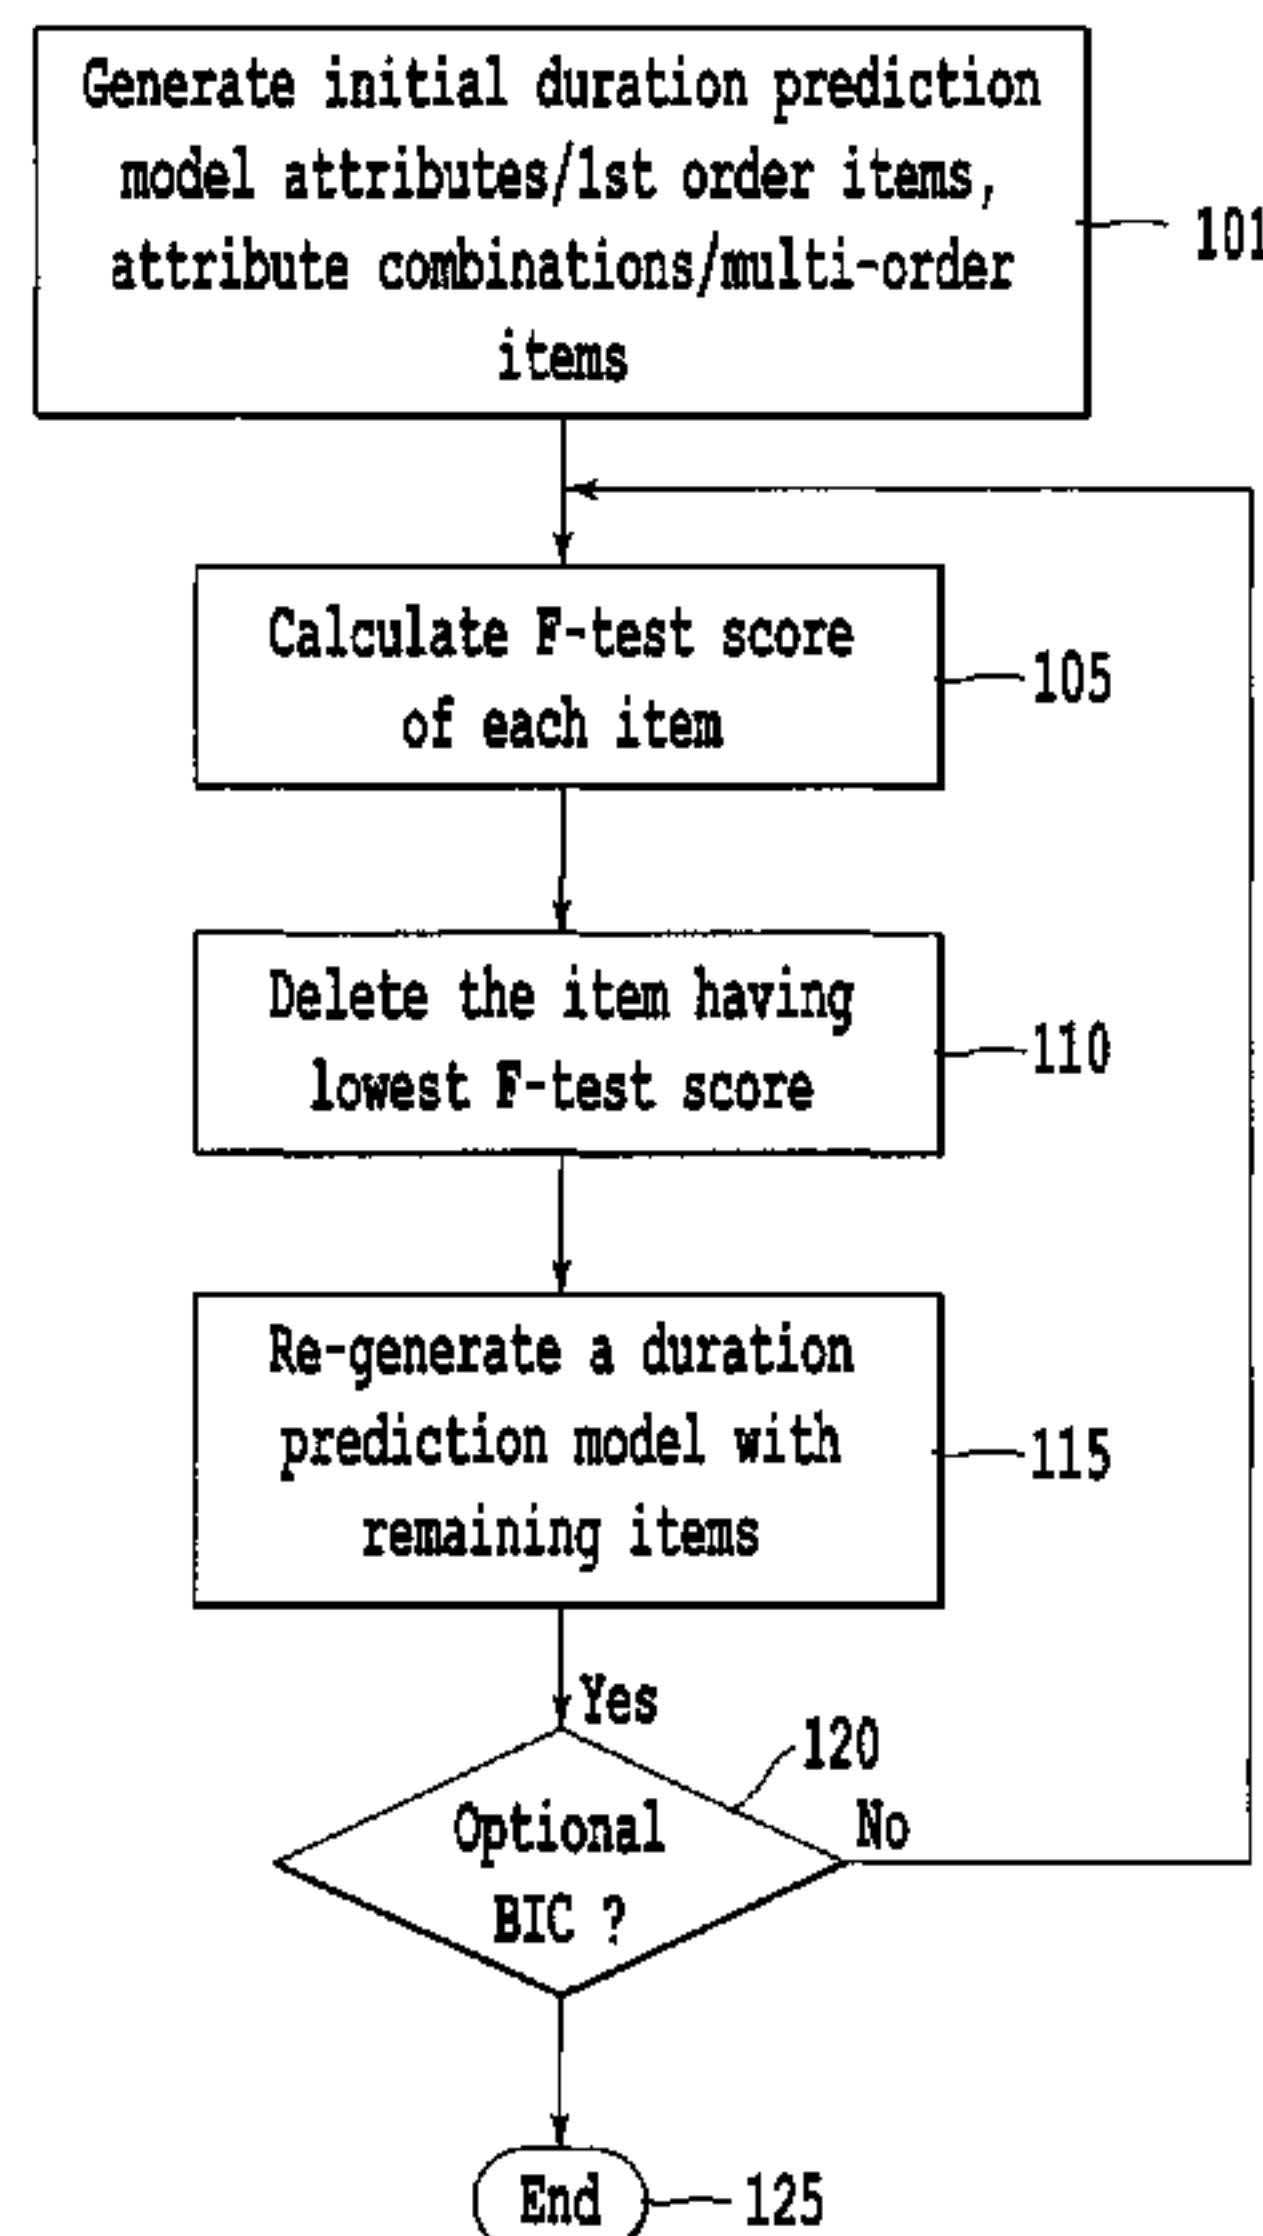 Generate initial duration prediction
model attributes/1st order items,
attribute combinations/multi-order
items
101
Calculate F-test score
of each item
105
Delete the item having
lowest F-test score
110
Re-generate a duration
prediction model with
remaining items
115
Yes
120
Optional
BIC ?
No
End
125